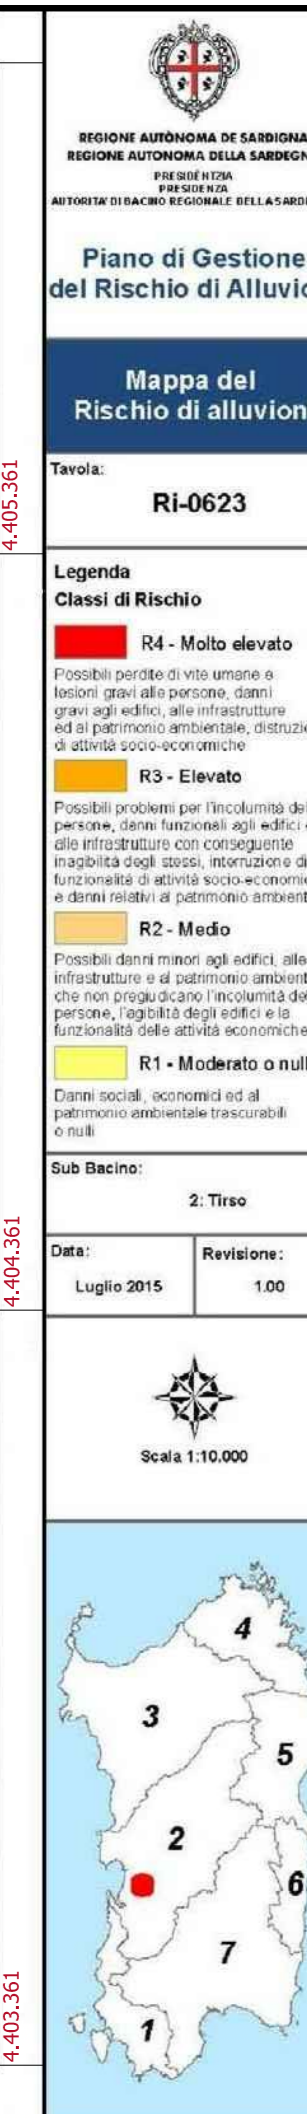 REGIONE AUTÒNOMA DE SARDIGNA
REGIONE AUTONOMA DELLA SARDEGN
PRESIDÈNTZIA
PRESIDENZA
AUTORITA' DI BACINO REGIONALE DELLA SARD
Piano di Gestione
del Rischio di Alluvio
Mappa del
Rischio di alluvion
Tavola:
Ri-0623
Legenda
Classi di Rischio
R4 - Molto elevato
Possibili perdite di vite umane e
lesioni gravi alle persone, danni
gravi agli edifici, alle infrastrutture
ed al patrimonio ambientale, distruzio
di attività socio-economiche
R3 - Elevato
Possibili problemi per l'incolumità del
persone, danni funzionali agli edifici e
alle infrastrutture con conseguente
inagibilità degli stessi, interruzione di
funzionalità di attività socio-economic
e danni relativi al patrimonio ambient
R2 - Medio
Possibili danni minori agli edifici, alle
infrastrutture e al patrimonio ambient
che non pregiudicano l'incolumità del
persone, l'agibilità degli edifici e la
funzionalità delle attività economiche
R1 - Moderato o null
Danni sociali, economici ed al
patrimonio ambientale trascurabili
o nulli
Sub Bacino:
2: Tirso
Data:
Luglio 2015
Revisione:
1.00
Scala 1:10.000
4
3
5
2
6
7
1
4.405.361
4.404.361
4.403.361